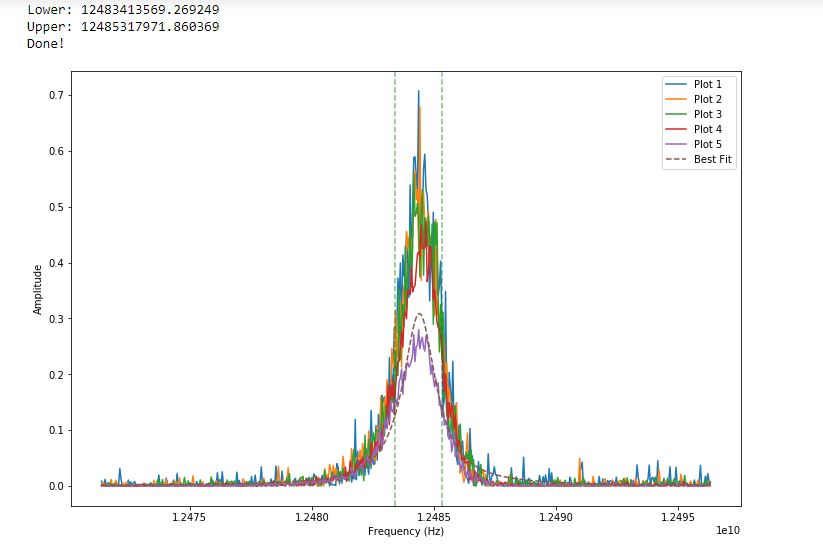 Lower: 12483413569.269249
Upper: 12485317971.860369
Done!
Plot 1
Plot 2
Plot 3
Plot 4
Plot 5
Best Fit
0.7
0.6
0.5
0.4
0.3
0.2
0.1
0.0
Amplitude
1.2475 1.2480 1.2485 1.2490 1.2495
1e10
Frequency (Hz)